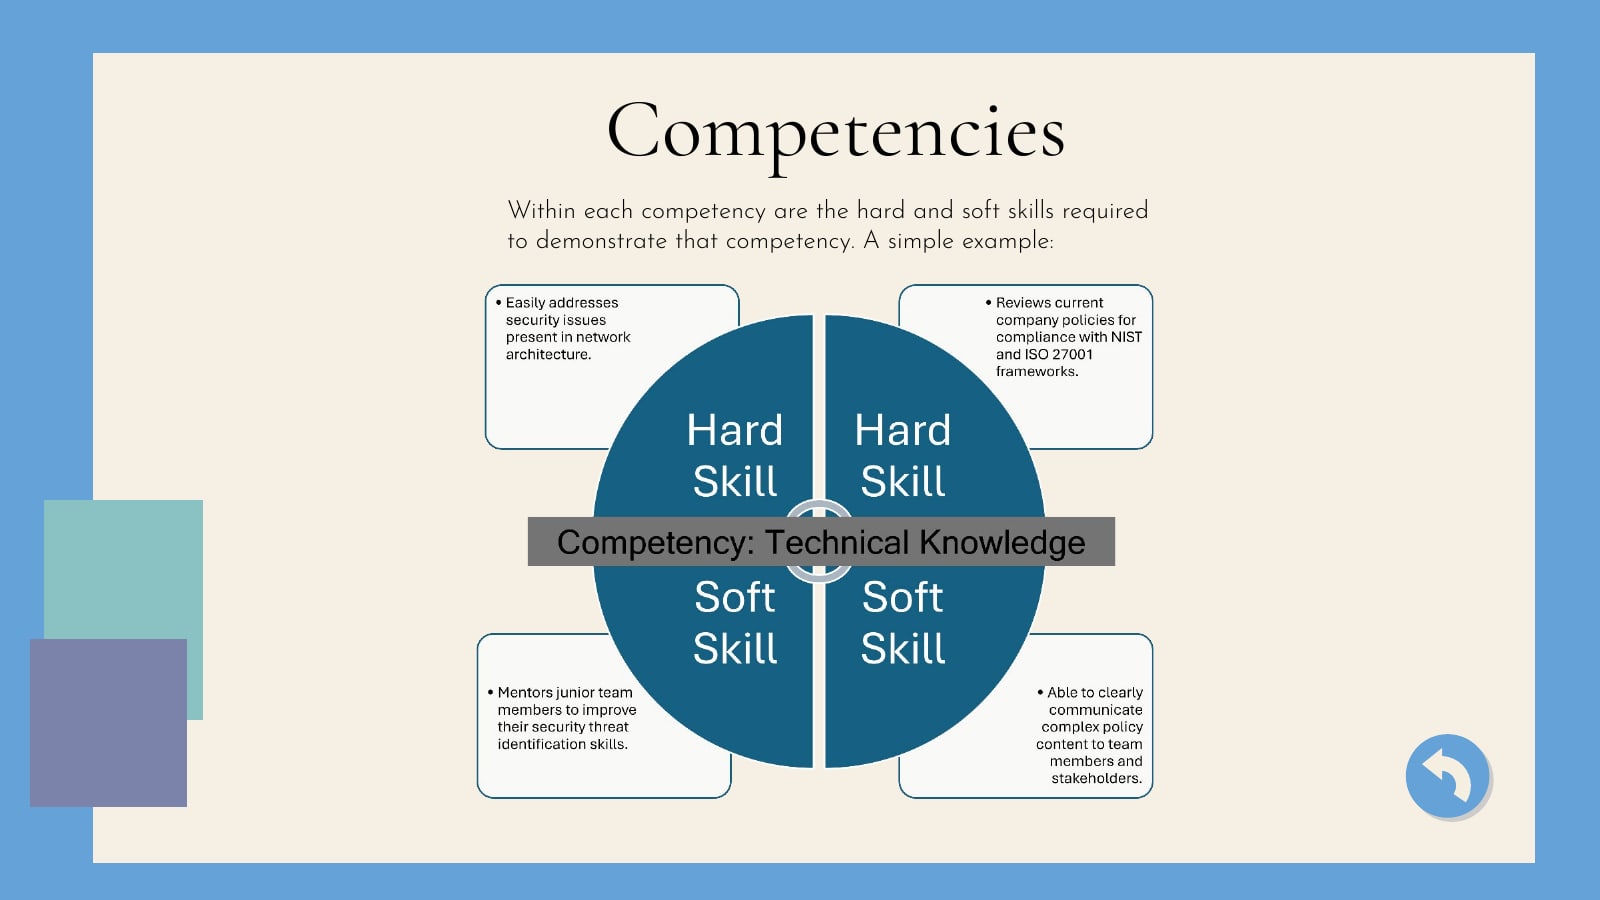 Competencies
Within each competency are the hard and soft skills required
to demonstrate that competency. A simple example:
• Easily addresses
security issues
present in network
architecture.
• Reviews current
company policies for
compliance with NIST
and ISO 27001
frameworks.
Hard
Skill
Hard
Skill
Competency: Technical Knowledge
Soft
Skill
Soft
Skill
• Mentors junior team
members to improve
their security threat
identification skills.
• Able to clearly
communicate
complex policy
content to team
members and
stakeholders.